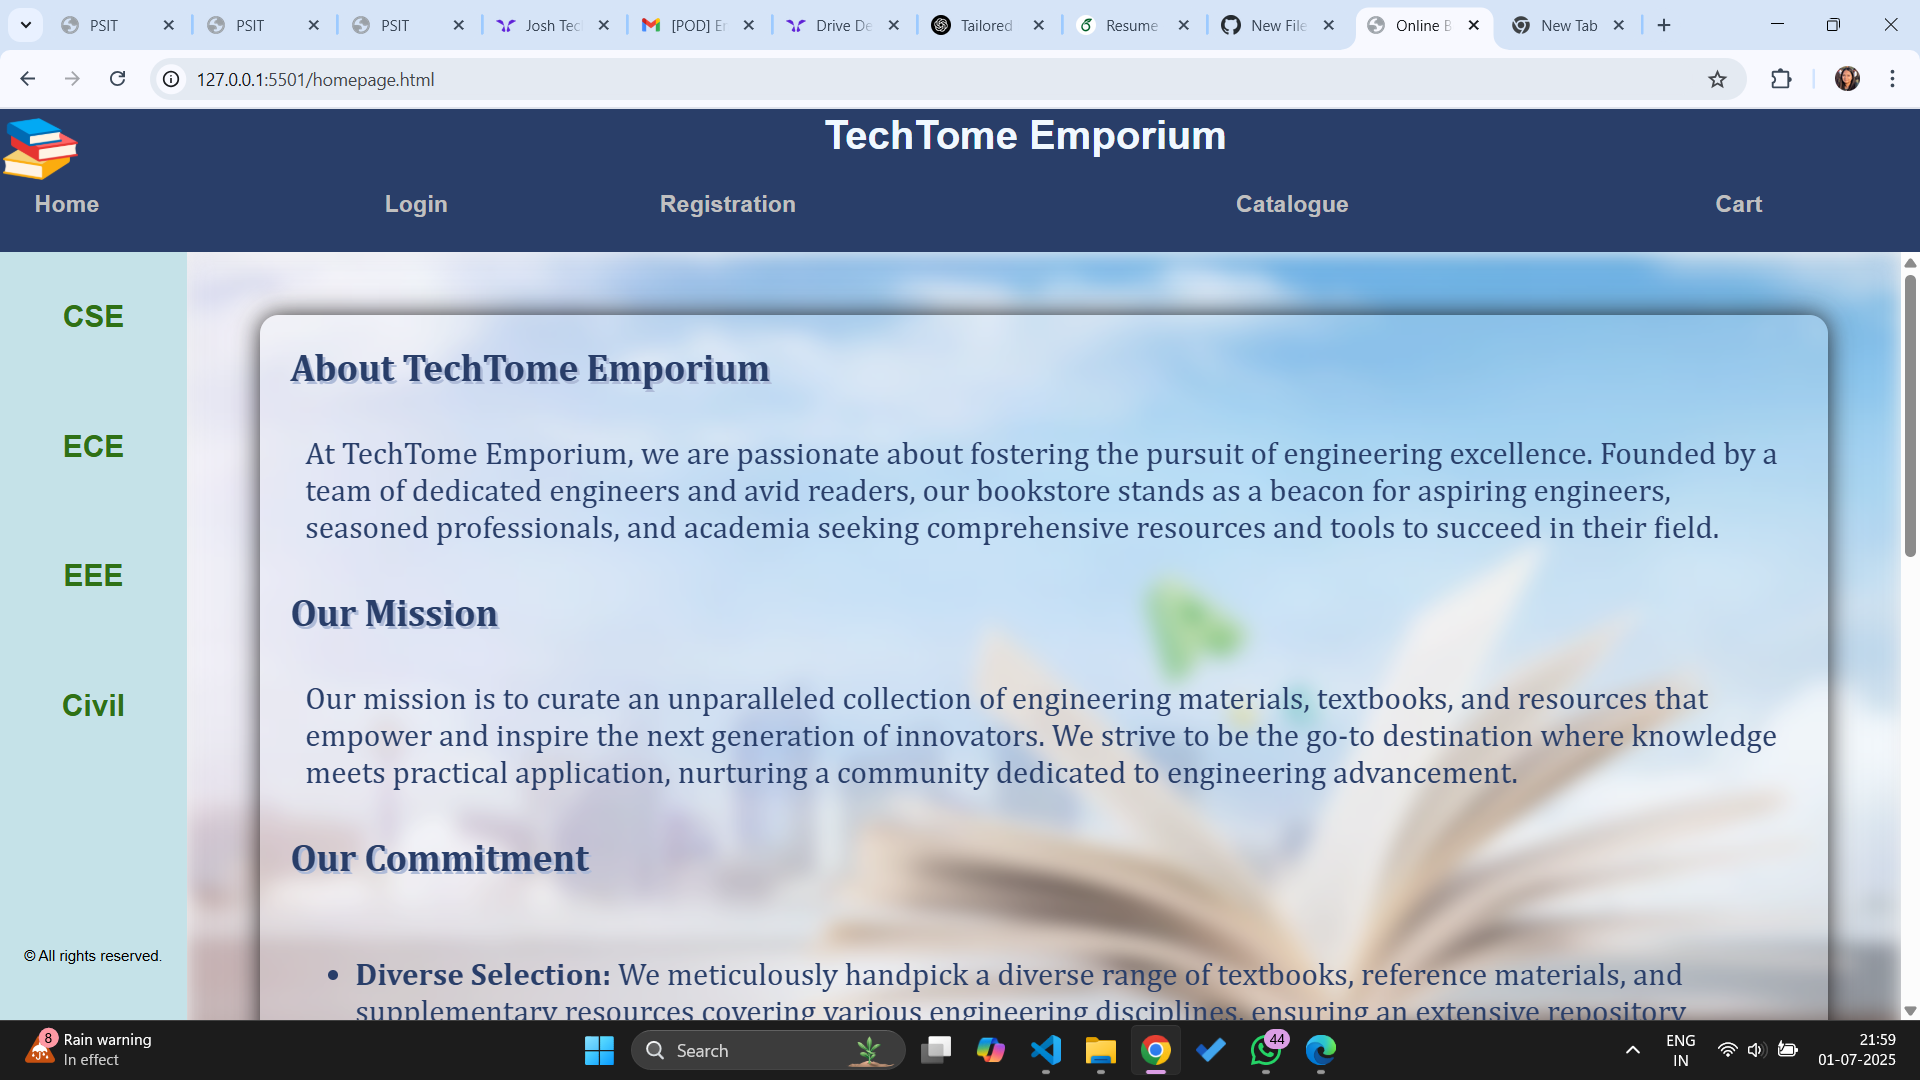 PSIT
PSIT
PSIT
Josh Tec
[POD] En
Drive De
Tailored
Resume
New File
Online B
New Tab
127.0.0.1:5501/homepage.html
TechTome Emporium
Home Login Registration Catalogue Cart
CSE
ECE
EEE
Civil
© All rights reserved.
About TechTome Emporium
At TechTome Emporium, we are passionate about fostering the pursuit of engineering excellence. Founded by a
team of dedicated engineers and avid readers, our bookstore stands as a beacon for aspiring engineers,
seasoned professionals, and academia seeking comprehensive resources and tools to succeed in their field.
Our Mission
Our mission is to curate an unparalleled collection of engineering materials, textbooks, and resources that
empower and inspire the next generation of innovators. We strive to be the go-to destination where knowledge
meets practical application, nurturing a community dedicated to engineering advancement.
Our Commitment
• Diverse Selection: We meticulously handpick a diverse range of textbooks, reference materials, and
supplementary resources covering various engineering disciplines, ensuring an extensive repository
8
Rain warning
In effect
Search
44
ENG
IN
21:59
01-07-2025